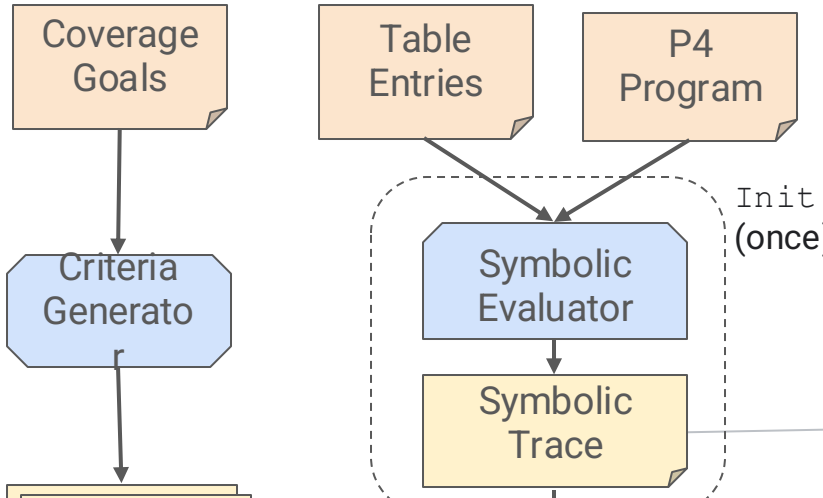 Coverage
Goals
Table
Entries
P4
Program
Init
(once)
Criteria
Generato
r
Symbolic
Evaluator
Symbolic
Trace